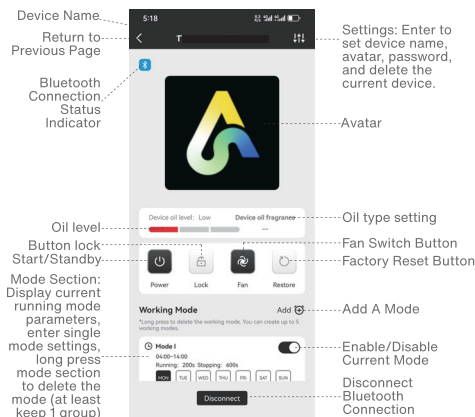 Device Name
Return to
Previous Page
Bluetooth
Connection
Status
Indicator
Oil level
Button lock
Start/Standby
Mode Section:
Display current
running mode
parameters,
enter single
mode settings,
long press
mode section
to delete the
mode (at least
keep 1 group)
5:18
T
Device oil level: Low
Device oil fragrance
--
Power
Lock
Fan
Restore
Working Mode
Add
*Long press to delete the working mode. You can create up to 5
working modes.
Mode I
04:00-14:00
Running: 200s Stopping: 600s
MON TUE WED THU FRI SAT SUN
Disconnect
Settings: Enter to
set device name,
avatar, password,
and delete the
current device.
Avatar
Oil type setting
Fan Switch Button
Factory Reset Button
Add A Mode
Enable/Disable
Current Mode
Disconnect
Bluetooth
Connection